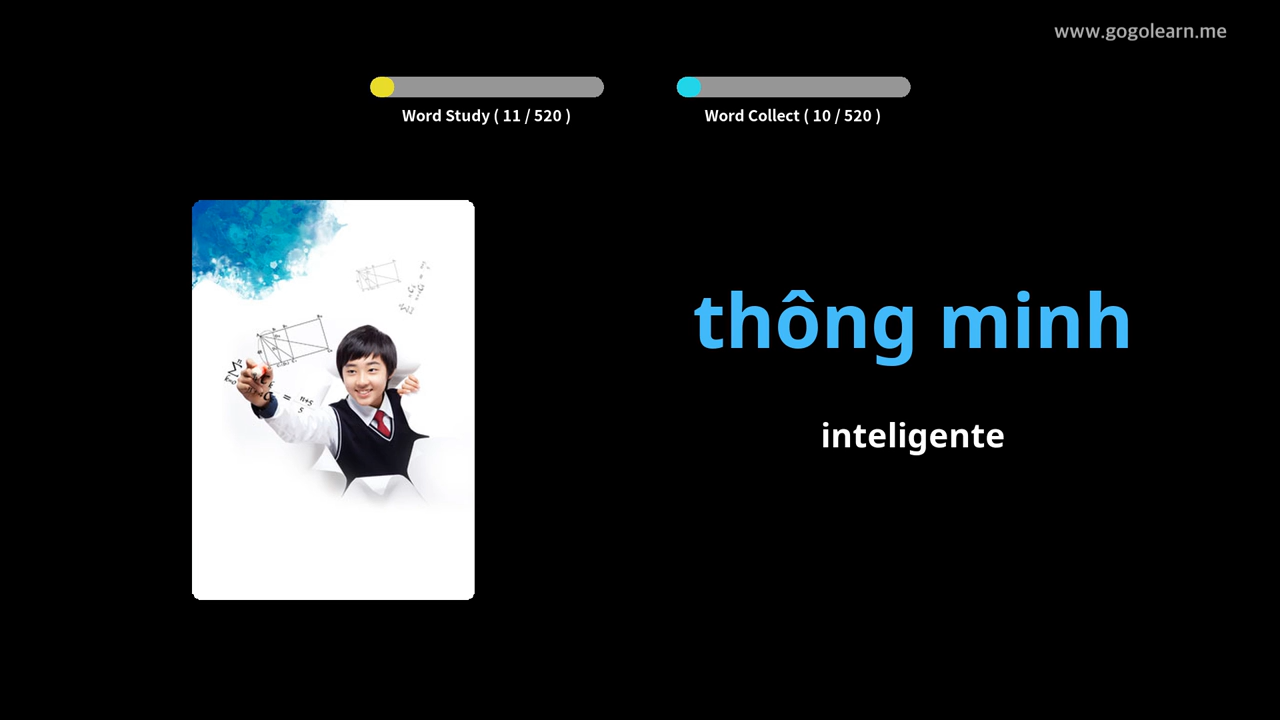 www.gogolearn.me
Word Study ( 11 / 520 )
Word Collect ( 10 / 520 )
thông minh
inteligente